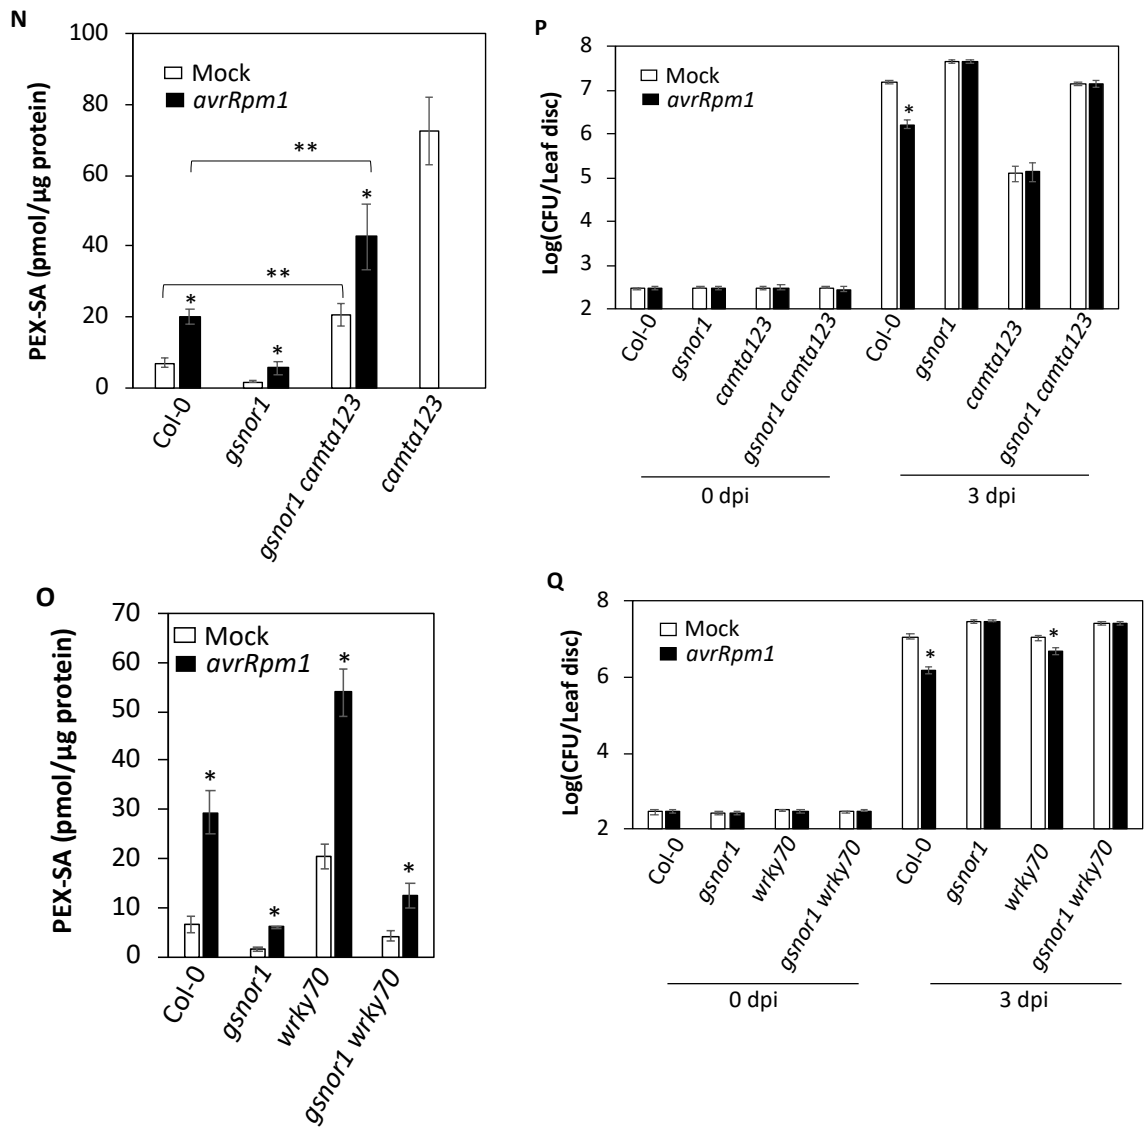 N
PEX-SA (pmol/µg protein)
100
80
60
40
20
0
Mock
avrRpm1
**
**
*
*
*
Col-0
gsnor1
gsnor1 camta123
camta123
P
Log(CFU/Leaf disc)
8
7
6
5
4
3
2
Mock
avrRpm1
*
Col-0
gsnor1
camta123
gsnor1 camta123
Col-0
gsnor1
camta123
gsnor1 camta123
0 dpi
3 dpi
O
PEX-SA (pmol/µg protein)
70
60
50
40
30
20
10
0
Mock
avrRpm1
*
*
*
*
Col-0
gsnor1
wrky70
gsnor1 wrky70
Q
Log(CFU/Leaf disc)
8
6
4
2
Mock
avrRpm1
*
*
Col-0
gsnor1
wrky70
gsnor1 wrky70
Col-0
gsnor1
wrky70
gsnor1 wrky70
0 dpi
3 dpi